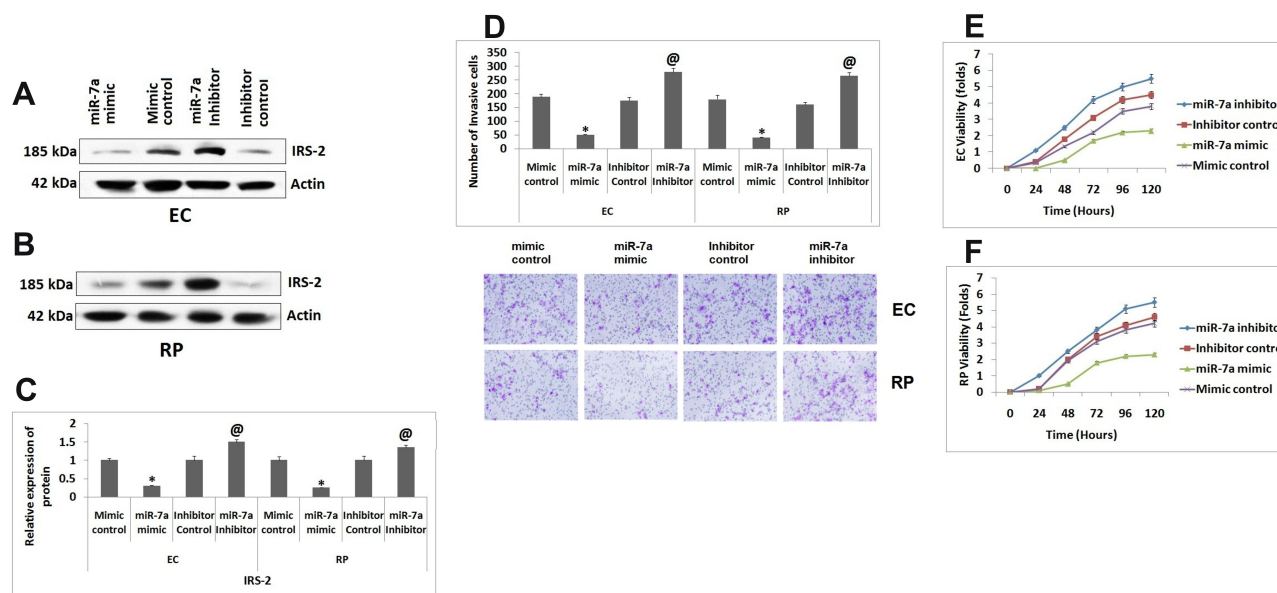 A
miR-7a
mimic
Mimic
control
miR-7a
Inhibitor
Inhibitor
control
185 kDa
IRS-2
42 kDa
Actin
EC
B
185 kDa
IRS-2
42 kDa
Actin
RP
C
Relative expression of
protein
2
1.5
1
0.5
0
*
@
*
@
Mimic miR-7a Inhibitor miR-7a Mimic miR-7a Inhibitor miR-7a
control mimic Control Inhibitor control mimic Control Inhibitor
EC RP
IRS-2
D
Number of Invasive cells
350
300
250
200
150
100
50
0
*
@
*
@
Mimic miR-7a Inhibitor miR-7a Mimic miR-7a Inhibitor miR-7a
control mimic Control Inhibitor control mimic Control Inhibitor
EC RP
mimic miR-7a Inhibitor miR-7a
control mimic control inhibitor
EC
RP
E
EC Viability (folds)
7
6
5
4
3
2
1
0
0 24 48 72 96 120
Time (Hours)
miR-7a inhibito
Inhibitor contro
miR-7a mimic
Mimic control
F
RP Viability (Folds)
7
6
5
4
3
2
1
0
0 24 48 72 96 120
Time (Hours)
miR-7a inhibito
Inhibitor contro
miR-7a mimic
Mimic control